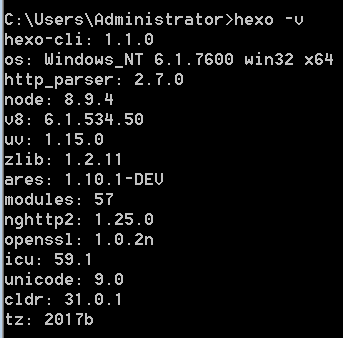 C:\Users\Administrator>hexo -v
hexo-cli: 1.1.0
os: Windows_NT 6.1.7600 win32 x64
http_parser: 2.7.0
node: 8.9.4
v8: 6.1.534.50
uv: 1.15.0
zlib: 1.2.11
ares: 1.10.1-DEV
modules: 57
nghttp2: 1.25.0
openssl: 1.0.2n
icu: 59.1
unicode: 9.0
cldr: 31.0.1
tz: 2017b